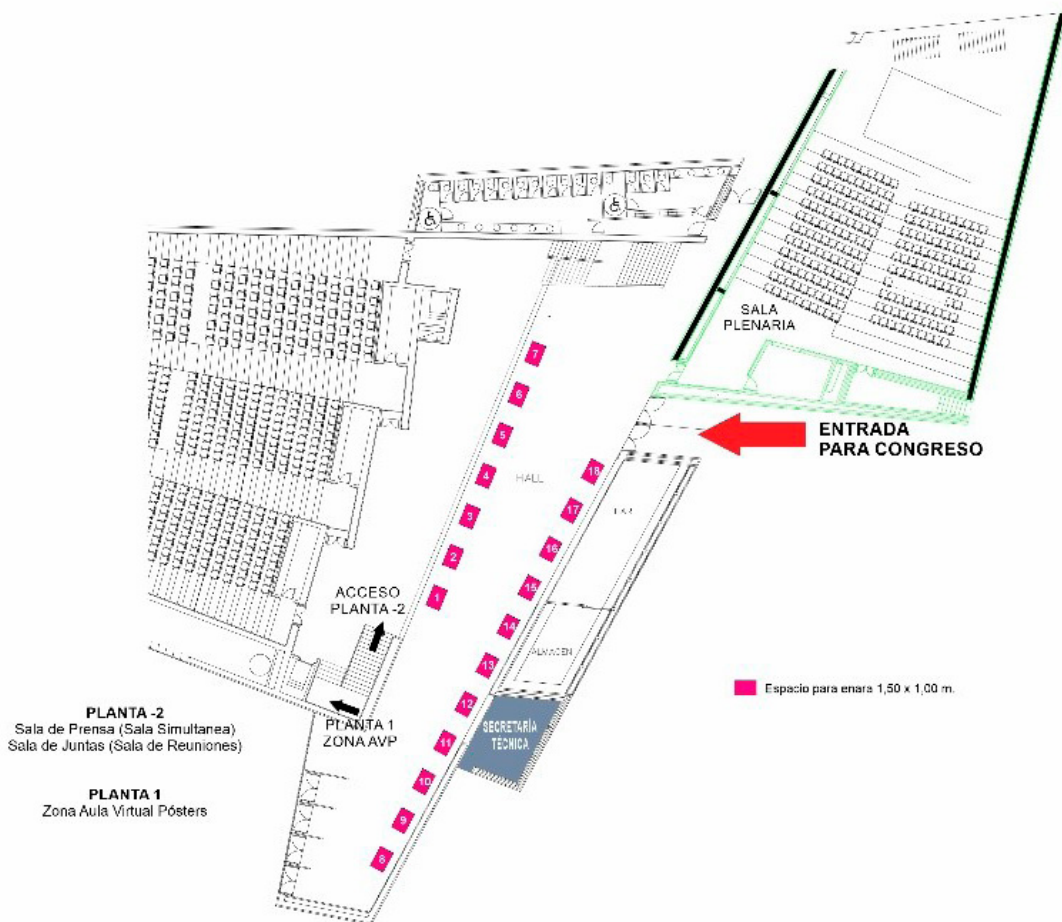 SALA
PLENARIA
ENTRADA
PARA CONGRESO
7
6
5
4
3
2
1
HALL
18
17
16
15
14
13
12
11
10
9
8
BAR
ALMACEN
ACCESO
PLANTA -2
PLANTA 1
ZONA AVP
SECRETARÍA
TÉCNICA
Espacio para enara 1,50 x 1,00 m.
PLANTA -2
Sala de Prensa (Sala Simultanea)
Sala de Juntas (Sala de Reuniones)
PLANTA 1
Zona Aula Virtual Pósters